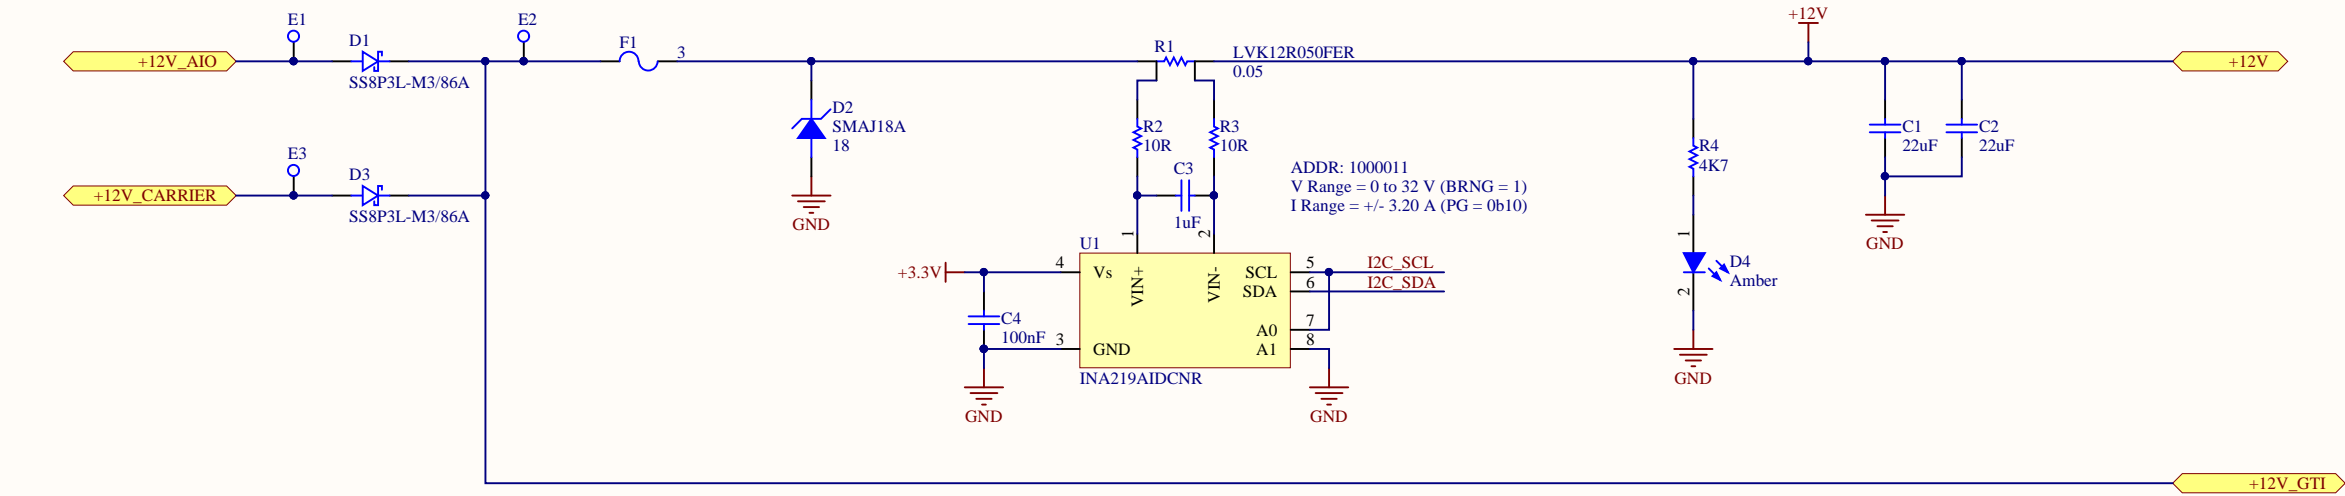 E1
E2
+12V
+12V_AIO
D1
SS8P3L-M3/86A
F1
3
R1
LVK12R050FER
0.05
+12V
D2
SMAJ18A
18
GND
R2
10R
R3
10R
C3
1uF
ADDR: 1000011
V Range = 0 to 32 V (BRNG = 1)
I Range = +/- 3.20 A (PG = 0b10)
R4
4K7
C1
22uF
C2
22uF
GND
E3
+12V_CARRIER
D3
SS8P3L-M3/86A
U1
1
2
+3.3V
4
Vs
VIN+
VIN-
SCL
5
I2C_SCL
SDA
6
I2C_SDA
C4
100nF
3
GND
A0
7
A1
8
INA219AIDCNR
GND
GND
1
D4
Amber
2
GND
+12V_GTI